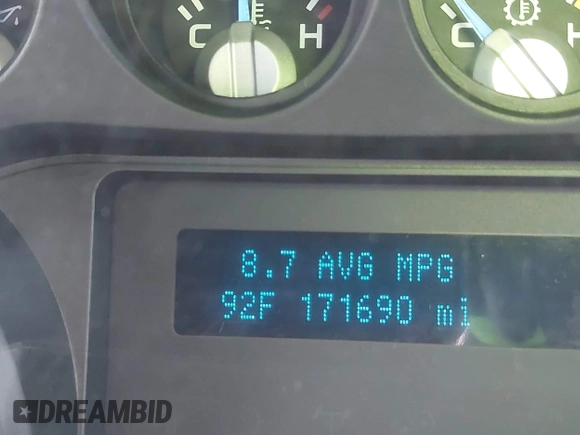 C H
C
8.7 AVG MPG
92F 171690 mi
DREAMBID